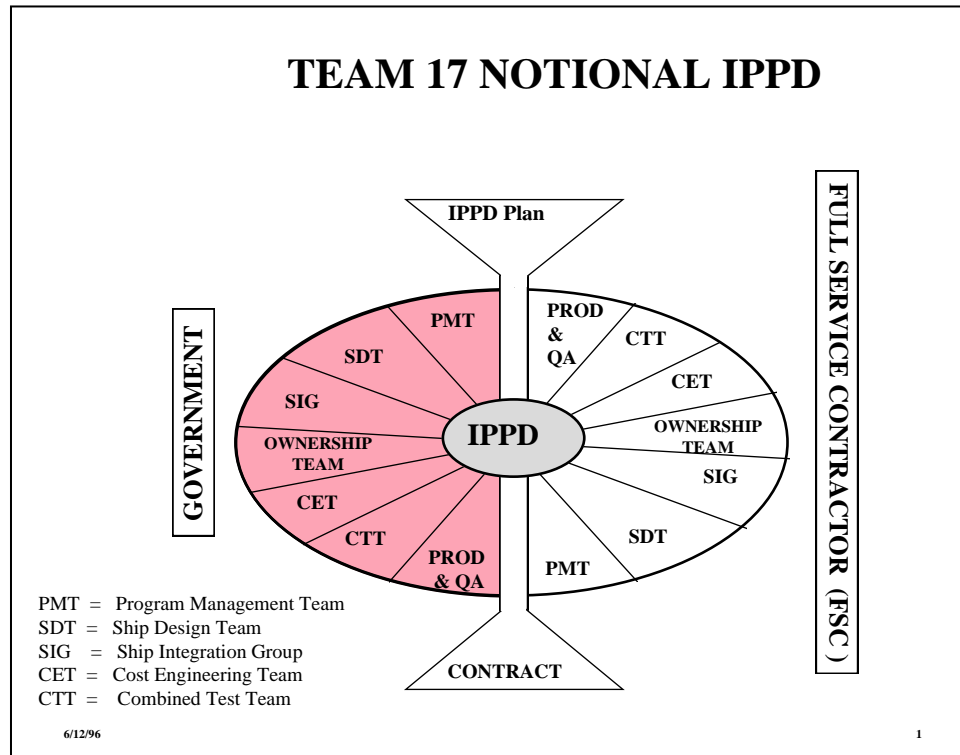 TEAM 17 NOTIONAL IPPD
IPPD Plan
GOVERNMENT
PMT
SDT
SIG
OWNERSHIP
TEAM
CET
CTT
PROD
& QA
IPPD
PROD
&
QA
CTT
CET
OWNERSHIP
TEAM
SIG
SDT
PMT
FULL SERVICE CONTRACTOR (FSC )
CONTRACT
PMT = Program Management Team
SDT = Ship Design Team
SIG = Ship Integration Group
CET = Cost Engineering Team
CTT = Combined Test Team
6/12/96
1